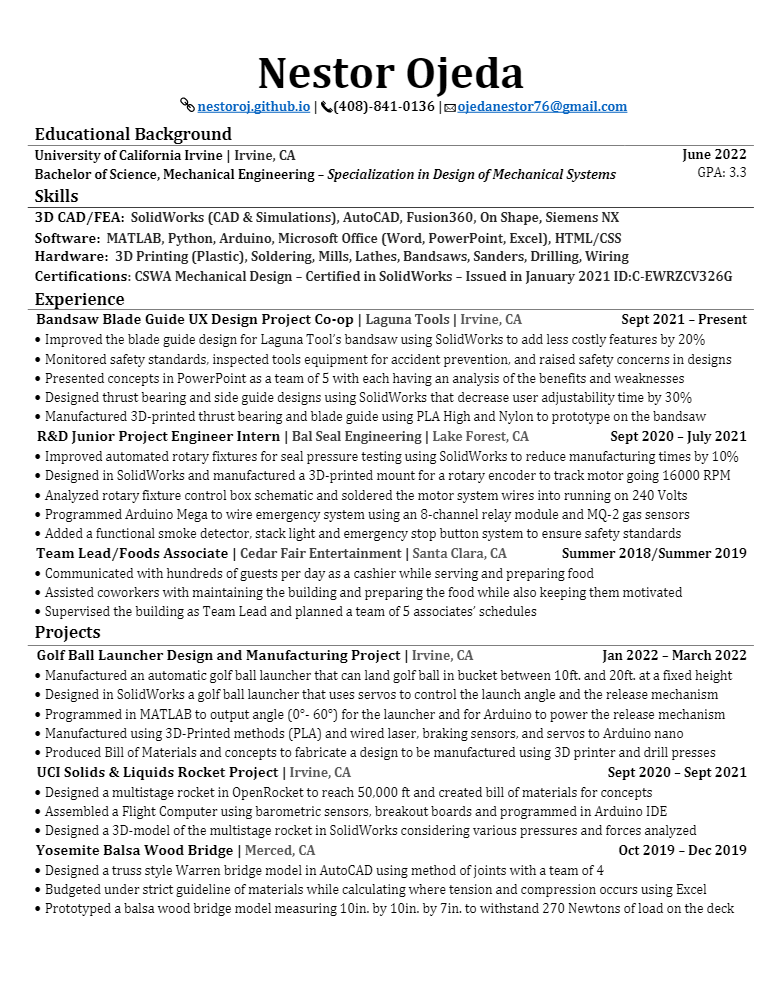 Nestor Ojeda
nestoroj.github.io | (408)-841-0136 | ojedanestor76@gmail.com
Educational Background
University of California Irvine | Irvine, CA June 2022
Bachelor of Science, Mechanical Engineering – Specialization in Design of Mechanical Systems GPA: 3.3
Skills
3D CAD/FEA: SolidWorks (CAD & Simulations), AutoCAD, Fusion360, On Shape, Siemens NX
Software: MATLAB, Python, Arduino, Microsoft Office (Word, PowerPoint, Excel), HTML/CSS
Hardware: 3D Printing (Plastic), Soldering, Mills, Lathes, Bandsaws, Sanders, Drilling, Wiring
Certifications: CSWA Mechanical Design – Certified in SolidWorks – Issued in January 2021 ID:C-EWRZCV326G
Experience
Bandsaw Blade Guide UX Design Project Co-op | Laguna Tools | Irvine, CA Sept 2021 – Present
• Improved the blade guide design for Laguna Tool's bandsaw using SolidWorks to add less costly features by 20%
• Monitored safety standards, inspected tools equipment for accident prevention, and raised safety concerns in designs
• Presented concepts in PowerPoint as a team of 5 with each having an analysis of the benefits and weaknesses
• Designed thrust bearing and side guide designs using SolidWorks that decrease user adjustability time by 30%
• Manufactured 3D-printed thrust bearing and blade guide using PLA High and Nylon to prototype on the bandsaw
R&D Junior Project Engineer Intern | Bal Seal Engineering | Lake Forest, CA Sept 2020 – July 2021
• Improved automated rotary fixtures for seal pressure testing using SolidWorks to reduce manufacturing times by 10%
• Designed in SolidWorks and manufactured a 3D-printed mount for a rotary encoder to track motor going 16000 RPM
• Analyzed rotary fixture control box schematic and soldered the motor system wires into running on 240 Volts
• Programmed Arduino Mega to wire emergency system using an 8-channel relay module and MQ-2 gas sensors
• Added a functional smoke detector, stack light and emergency stop button system to ensure safety standards
Team Lead/Foods Associate | Cedar Fair Entertainment | Santa Clara, CA Summer 2018/Summer 2019
• Communicated with hundreds of guests per day as a cashier while serving and preparing food
• Assisted coworkers with maintaining the building and preparing the food while also keeping them motivated
• Supervised the building as Team Lead and planned a team of 5 associates' schedules
Projects
Golf Ball Launcher Design and Manufacturing Project | Irvine, CA Jan 2022 – March 2022
• Manufactured an automatic golf ball launcher that can land golf ball in bucket between 10ft. and 20ft. at a fixed height
• Designed in SolidWorks a golf ball launcher that uses servos to control the launch angle and the release mechanism
• Programmed in MATLAB to output angle (0°- 60°) for the launcher and for Arduino to power the release mechanism
• Manufactured using 3D-Printed methods (PLA) and wired laser, braking sensors, and servos to Arduino nano
• Produced Bill of Materials and concepts to fabricate a design to be manufactured using 3D printer and drill presses
UCI Solids & Liquids Rocket Project | Irvine, CA Sept 2020 – Sept 2021
• Designed a multistage rocket in OpenRocket to reach 50,000 ft and created bill of materials for concepts
• Assembled a Flight Computer using barometric sensors, breakout boards and programmed in Arduino IDE
• Designed a 3D-model of the multistage rocket in SolidWorks considering various pressures and forces analyzed
Yosemite Balsa Wood Bridge | Merced, CA Oct 2019 – Dec 2019
• Designed a truss style Warren bridge model in AutoCAD using method of joints with a team of 4
• Budgeted under strict guideline of materials while calculating where tension and compression occurs using Excel
• Prototyped a balsa wood bridge model measuring 10in. by 10in. by 7in. to withstand 270 Newtons of load on the deck